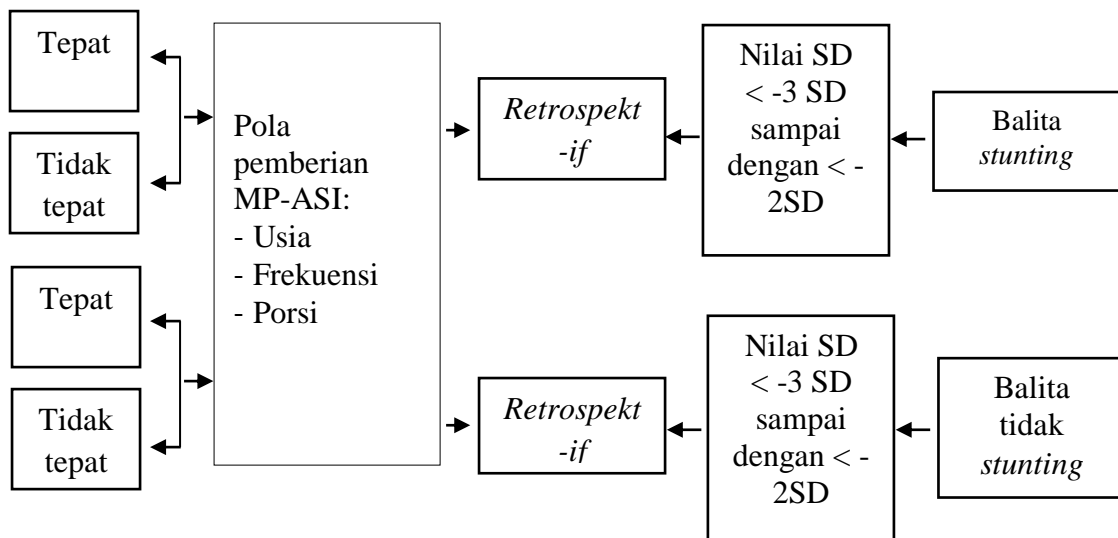 Tepat
Tidak
tepat
Tepat
Tidak
tepat
Pola
pemberian
MP-ASI:
- Usia
- Frekuensi
- Porsi
Retrospekt
-if
Retrospekt
-if
Nilai SD
< -3 SD
sampai
dengan < -
2SD
Nilai SD
< -3 SD
sampai
dengan < -
2SD
Balita
stunting
Balita
tidak
stunting